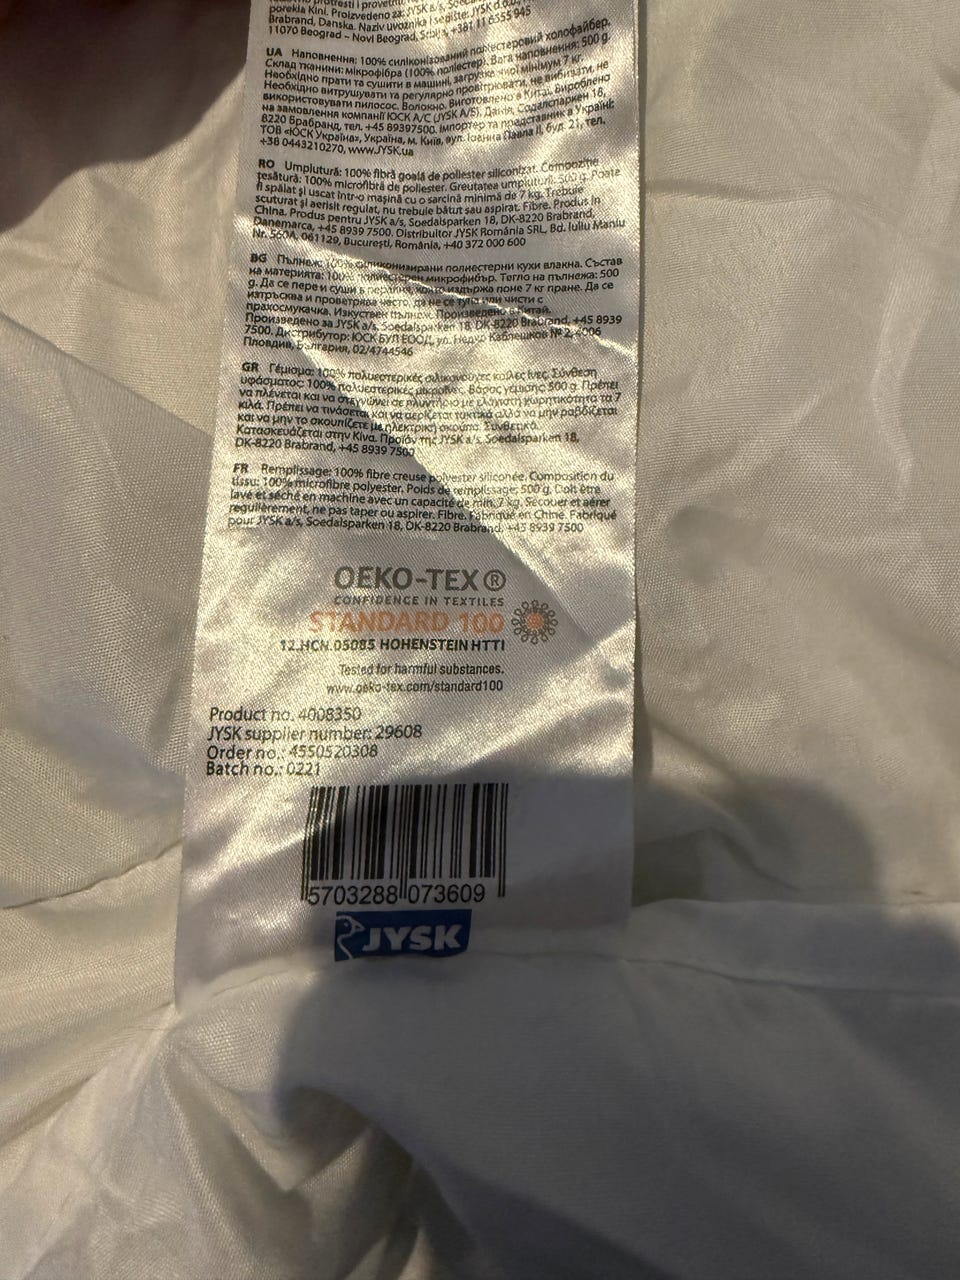 porekla Kini. Proizvedeno za: JYSK a/s,
Brabrand, Danska. Naziv uvoznika i sedište: JYSK d.o.o.,
11070 Beograd – Novi Beograd, Srbija, +381 11 6355 945
UA Наповнення: 100% силіконізований поліестеровий холофайбер.
Склад тканини: мікрофібра (100% поліестер). Вага наповнення: 500 g.
Необхідно прати та сушити в машині, загрузка якої мінімум 7 кг.
Необхідно витрушувати та регулярно провітрювати, не вибивати, не
використовувати пилосос. Волокно. Виготовлено в Китаї. Вироблено
на замовлення компанії ЮСК А/С (JYSK A/S), Данія, Содалспаркен 18,
8220 Брабранд, тел. +45 89397500. Імпортер та представник в Україні:
ТОВ «ЮСК Україна», Україна, м. Київ, вул. Іоанна Павла II, буд. 21, тел.
+38 0443210270, www.JYSK.ua
RO Umplutură: 100% fibră goală de poliester siliconizat. Compoziție
țesătură: 100% microfibră de poliester. Greutatea umpluturii: 500 g. Poate
fi spălat și uscat într-o mașină cu o sarcină minimă de 7 kg. Trebuie
scuturat și aerisit regulat, nu trebuie bătut sau aspirat. Fibre. Produs în
China. Produs pentru JYSK a/s, Soedalsparken 18, DK-8220 Brabrand,
Danemarca, +45 8939 7500. Distribuitor JYSK România SRL, Bd. Iuliu Maniu
Nr. 560A, 061129, București, România, +40 372 000 600
BG Пълнеж: 100% силиконизирани полиестерни кухи влакна. Състав
на материята: 100% полиестерен микрофибър. Тегло на пълнежа: 500
g. Да се пере и суши в пералня, която издържа поне 7 кг пране. Да се
изтръсква и проветрява често, да не се тупа или чисти с
прахосмукачка. Изкуствен пълнеж. Произведено в Китай.
Произведено за JYSK a/s, Soedalsparken 18, DK-8220 Brabrand, +45 8939
7500. Дистрибутор: ЮСК БУЛ ЕООД, ул. Недко Каблешков № 2, 4006
Пловдив, България, 02/4744546
GR Γέμισμα: 100% πολυεστερικές σιλικονούχες κοίλες ίνες. Σύνθεση
υφάσματος: 100% πολυεστερικές μικροΐνες. Βάρος γέμισης: 500 g. Πρέπει
να πλένεται και να στεγνώνει σε πλυντήριο με ελάχιστη χωρητικότητα τα 7
κιλά. Πρέπει να τινάσεται και να αερίζεται τακτικά αλλά να μην ραβδίζεται
και να μην το σκουπίζετε με ηλεκτρική σκούπα. Συνθετικό.
Κατασκευάζεται στην Κίνα. Προϊόν της JYSK a/s, Soedalsparken 18,
DK-8220 Brabrand, +45 8939 7500
FR Remplissage: 100% fibre creuse polyester siliconée. Composition du
tissu: 100% microfibre polyester. Poids de remplissage: 500 g. Doit être
lavé et séché en machine avec un capacité de min. 7 kg. Secouer et aérer
regulièrement, ne pas taper ou aspirer. Fibre. Fabriqué en Chine. Fabriqué
pour JYSK a/s, Soedalsparken 18, DK-8220 Brabrand, +45 8939 7500
OEKO-TEX®
CONFIDENCE IN TEXTILES
STANDARD 100
12.HCN.05085 HOHENSTEIN HTTI
Tested for harmful substances.
www.oeko-tex.com/standard100
Product no. 4008350
JYSK supplier number: 29608
Order no.: 4550520308
Batch no.: 0221
5703288 073609
JYSK